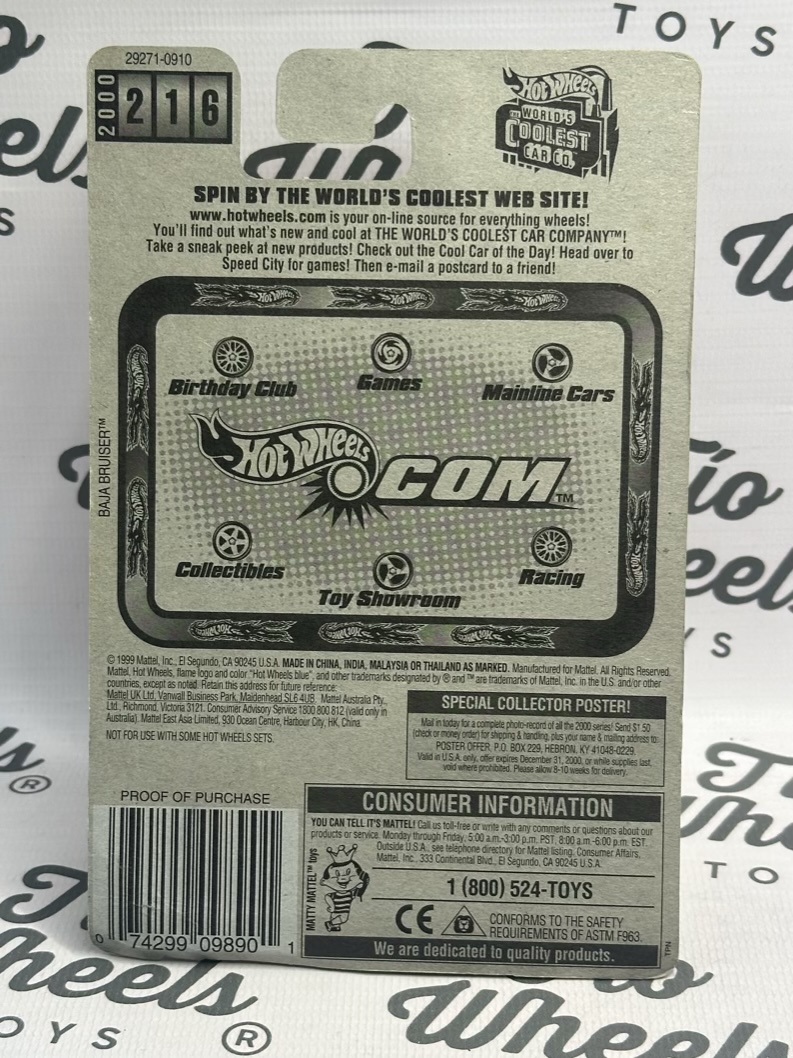 TOYS
29271-0910
2000 216
HOT WHEELS
THE WORLD'S
COOLEST
CAR CO.
SPIN BY THE WORLD'S COOLEST WEB SITE!
www.hotwheels.com is your on-line source for everything wheels!
You'll find out what's new and cool at THE WORLD'S COOLEST CAR COMPANY™!
Take a sneak peek at new products! Check out the Cool Car of the Day! Head over to
Speed City for games! Then e-mail a postcard to a friend!
Hot Wheels Hot Wheels Hot Wheels
Birthday Club
Games
Mainline Cars
Hot Wheels
.COM™
Collectibles
Toy Showroom
Racing
Hot Wheels Hot Wheels Hot Wheels
BAJA BRUISER™
© 1999 Mattel, Inc., El Segundo, CA 90245 U.S.A. MADE IN CHINA, INDIA, MALAYSIA OR THAILAND AS MARKED. Manufactured for Mattel. All Rights Reserved.
Mattel, Hot Wheels, flame logo and color "Hot Wheels blue", and other trademarks designated by ® and ™ are trademarks of Mattel, Inc. in the U.S. and/or other
countries, except as noted. Retain this address for future reference:
Mattel UK Ltd, Vanwall Business Park, Maidenhead SL6 4UB. Mattel Australia Pty.,
Ltd., Richmond, Victoria 3121. Consumer Advisory Service 1800 800 812 (valid only in
Australia). Mattel East Asia Limited, 930 Ocean Centre, Harbour City, HK, China.
NOT FOR USE WITH SOME HOT WHEELS SETS.
SPECIAL COLLECTOR POSTER!
Mail in today for a complete photo-record of all the 2000 series! Send $1.50
(check or money order) for shipping & handling, plus your name & mailing address to:
POSTER OFFER, P.O. BOX 229, HEBRON, KY 41048-0229.
Valid in U.S.A. only, offer expires December 31, 2000, or while supplies last,
void where prohibited. Please allow 8-10 weeks for delivery.
PROOF OF PURCHASE
0 74299 09890 1
CONSUMER INFORMATION
YOU CAN TELL IT'S MATTEL! Call us toll-free or write with any comments or questions about our
products or service. Monday through Friday, 5:00 a.m.-3:00 p.m. PST, 8:00 a.m.-6:00 p.m. EST.
Outside U.S.A., see telephone directory for Mattel listing. Consumer Affairs,
Mattel, Inc., 333 Continental Blvd., El Segundo, CA 90245 U.S.A.
MATTY MATTEL™ toys
1 (800) 524-TOYS
CE
CONFORMS TO THE SAFETY
REQUIREMENTS OF ASTM F963.
We are dedicated to quality products.
Tío
Wheels
TOYS
®